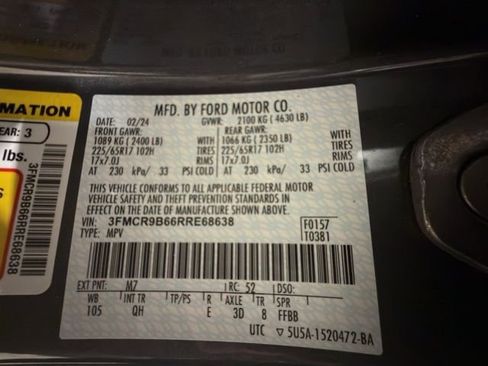 MFD. BY FORD MOTOR CO.
DATE: 02/24 GVWR: 2100 KG (4630 LB)
FRONT GAWR: REAR GAWR:
1089 KG (2400 LB) 1066 KG (2350 LB)
225/65R17 102H TIRES 225/65R17 102H
17x7.0J RIMS 17x7.0J RIMS
AT 230 kPa/ 33 PSI COLD AT 230 kPa/ 33 PSI COLD
THIS VEHICLE CONFORMS TO ALL APPLICABLE FEDERAL MOTOR
VEHICLE SAFETY AND THEFT PREVENTION STANDARDS IN EFFECT
ON THE DATE OF MANUFACTURE SHOWN ABOVE.
VIN: 3FMCR9B66RRE68638 F0157
TYPE: MPV T0381
EXT PNT: M7 RC: 52 DSO:
WB INT TR TP/PS R AXLE TR SPR
105 QH E 3D 8 FFBB
UTC ▽ 5U5A-1520472-BA
RMATION
EAR: 3
lbs.
3FMCR9B66RRE68638